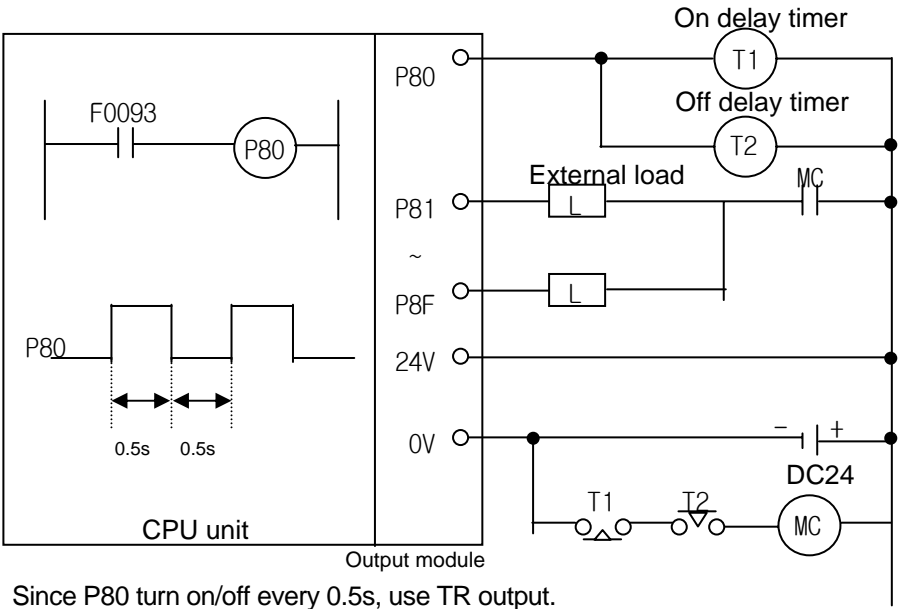 On delay timer
P80
T1
F0093
P80
Off delay timer
T2
External load
MC
P81
L
~
P8F
L
P80
24V
0.5s 0.5s
0V
- +
DC24
T1 T2
MC
CPU unit
Output module
Since P80 turn on/off every 0.5s, use TR output.